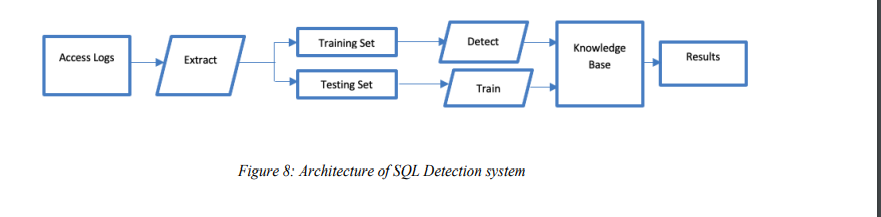 Access Logs
Extract
Training Set
Testing Set
Detect
Train
Knowledge
Base
Results
Figure 8: Architecture of SQL Detection system